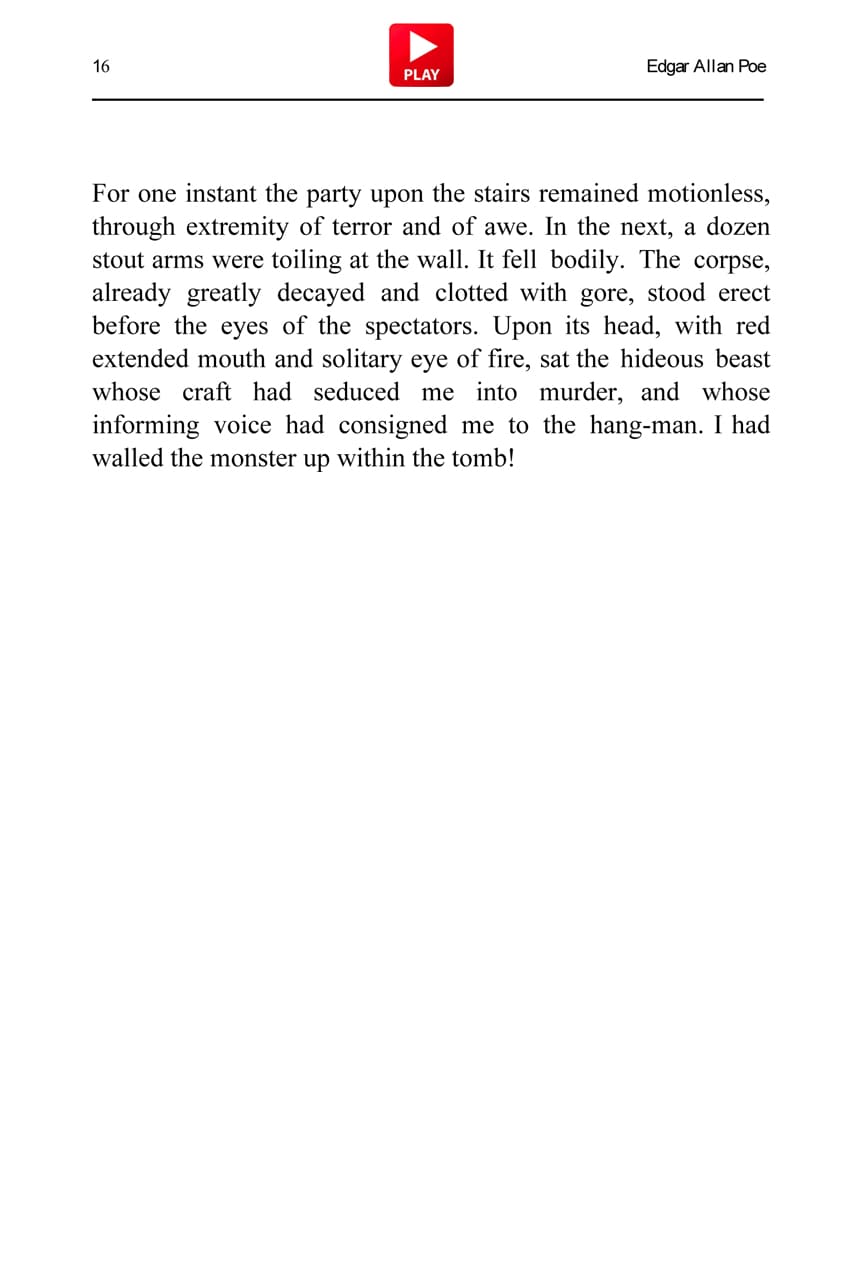 16
PLAY
Edgar Allan Poe
For one instant the party upon the stairs remained motionless,
through extremity of terror and of awe. In the next, a dozen
stout arms were toiling at the wall. It fell bodily. The corpse,
already greatly decayed and clotted with gore, stood erect
before the eyes of the spectators. Upon its head, with red
extended mouth and solitary eye of fire, sat the hideous beast
whose craft had seduced me into murder, and whose
informing voice had consigned me to the hang-man. I had
walled the monster up within the tomb!